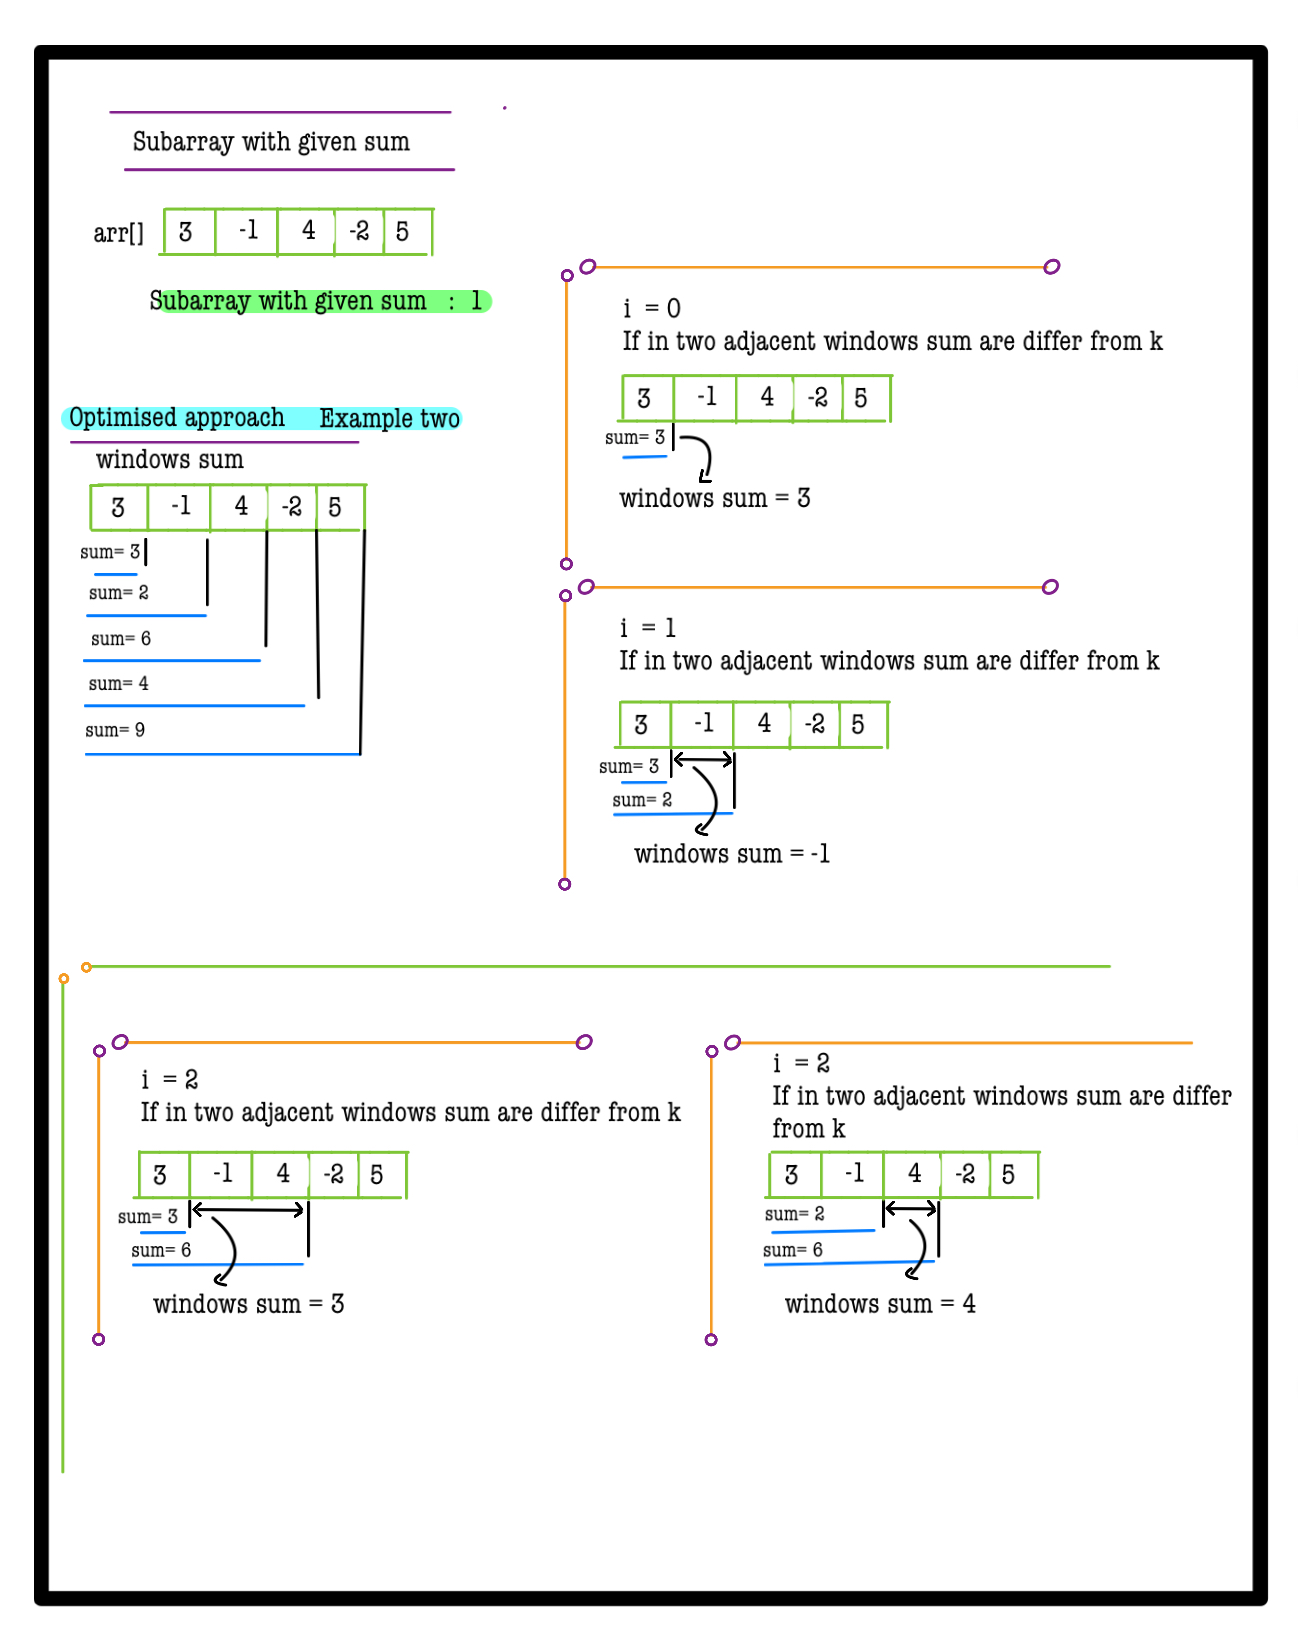 Subarray with given sum
arr[] 3 -1 4 -2 5
Subarray with given sum : 1
Optimised approach Example two
windows sum
3 -1 4 -2 5
sum= 3
sum= 2
sum= 6
sum= 4
sum= 9
i = 0
If in two adjacent windows sum are differ from k
3 -1 4 -2 5
sum= 3
windows sum = 3
i = 1
If in two adjacent windows sum are differ from k
3 -1 4 -2 5
sum= 3
sum= 2
windows sum = -1
i = 2
If in two adjacent windows sum are differ from k
3 -1 4 -2 5
sum= 3
sum= 6
windows sum = 3
i = 2
If in two adjacent windows sum are differ
from k
3 -1 4 -2 5
sum= 2
sum= 6
windows sum = 4